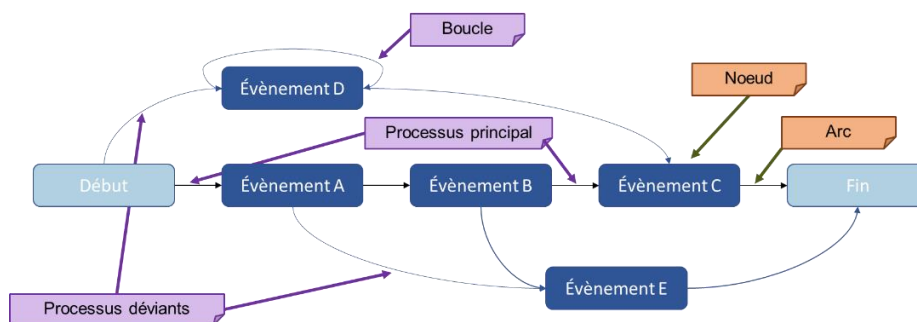 Boucle
Évènement D
Noeud
Processus principal
Arc
Début
Évènement A
Évènement B
Évènement C
Fin
Évènement E
Processus déviants